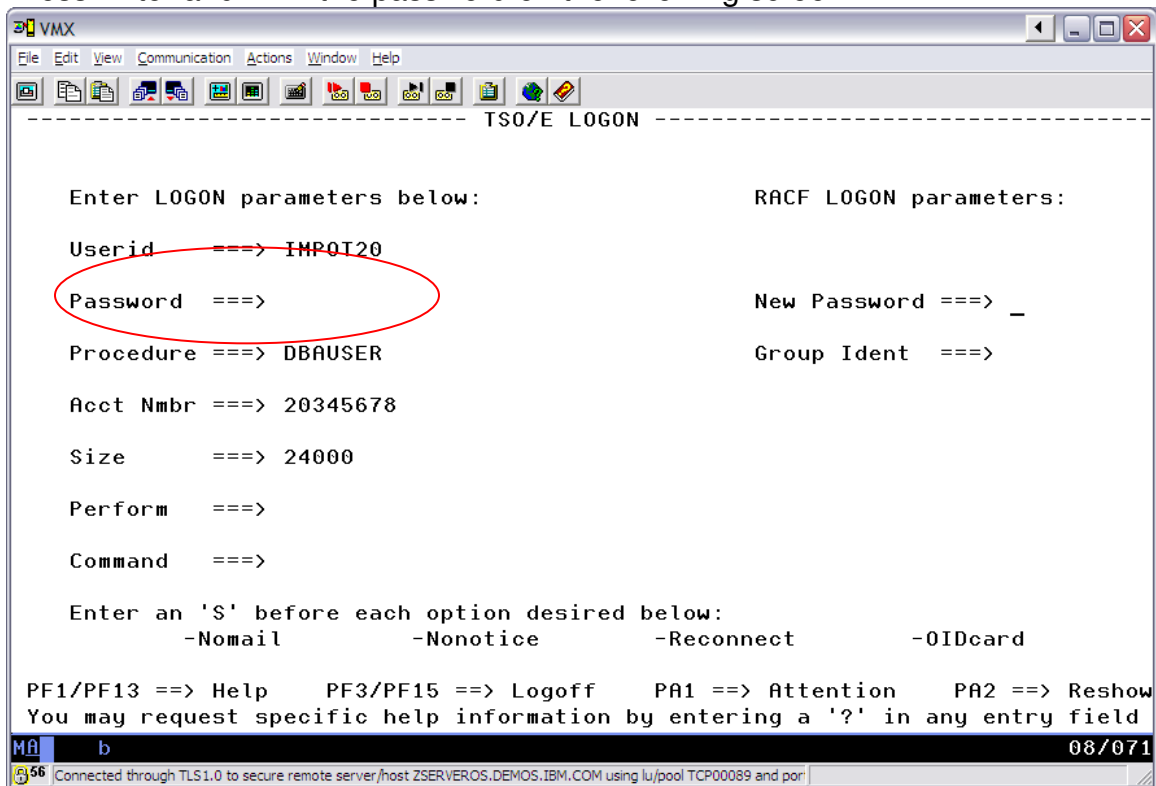 VMX
File Edit View Communication Actions Window Help
------------------------------- TSO/E LOGON -----------------------------------
Enter LOGON parameters below: RACF LOGON parameters:
Userid ===> IMPOT20
Password ===> New Password ===> _
Procedure ===> DBAUSER Group Ident ===>
Acct Nmbr ===> 20345678
Size ===> 24000
Perform ===>
Command ===>
Enter an 'S' before each option desired below:
-Nomail -Nonotice -Reconnect -OIDcard
PF1/PF13 ==> Help PF3/PF15 ==> Logoff PA1 ==> Attention PA2 ==> Reshow
You may request specific help information by entering a '?' in any entry field
MA b 08/071
56 Connected through TLS1.0 to secure remote server/host ZSERVEROS.DEMOS.IBM.COM using lu/pool TCP00089 and por